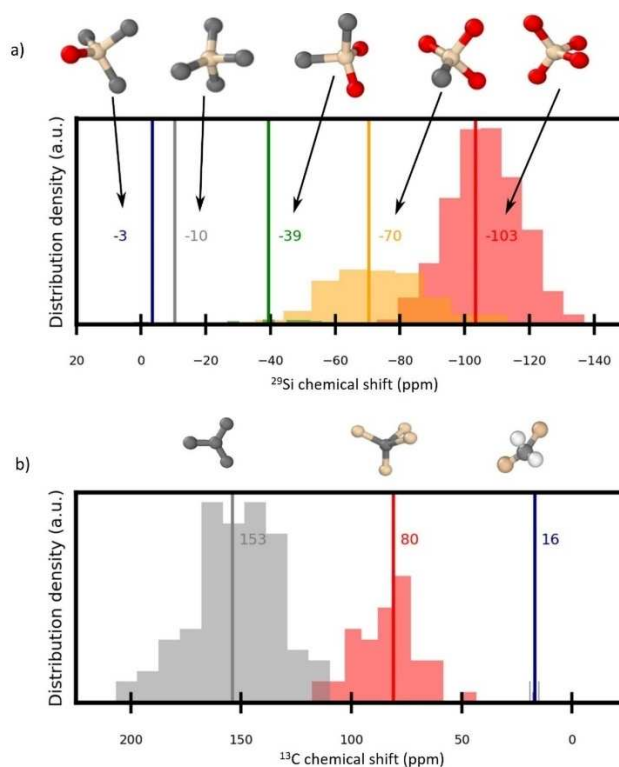 a)
Distribution density (a.u.)
-3
-10
-39
-70
-103
20 0 −20 −40 −60 −80 −100 −120 −140
²⁹Si chemical shift (ppm)
b)
Distribution density (a.u.)
153
80
16
200 150 100 50 0
¹³C chemical shift (ppm)